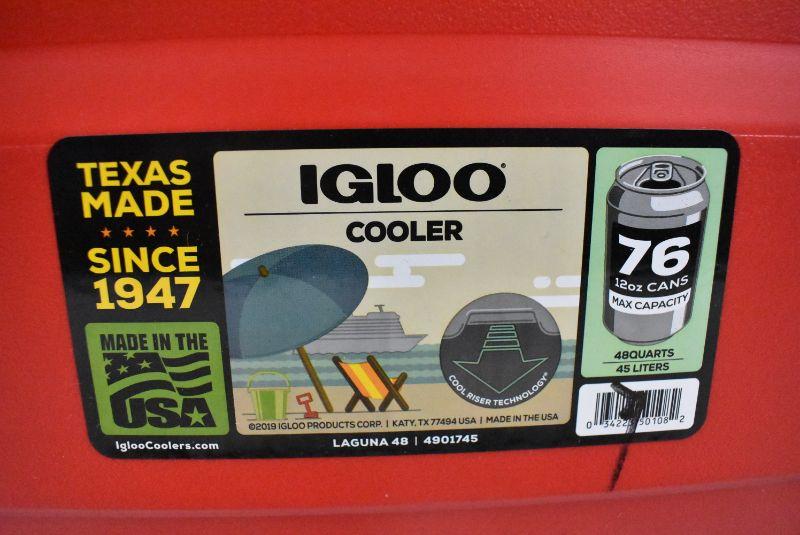 TEXAS
MADE
SINCE
1947
MADE IN THE
USA
IglooCoolers.com
IGLOO
COOLER
COOL RISER TECHNOLOGY®
©2019 IGLOO PRODUCTS CORP. | KATY, TX 77494 USA | MADE IN THE USA
LAGUNA 48 | 4901745
76
12oz CANS
MAX CAPACITY
48QUARTS
45 LITERS